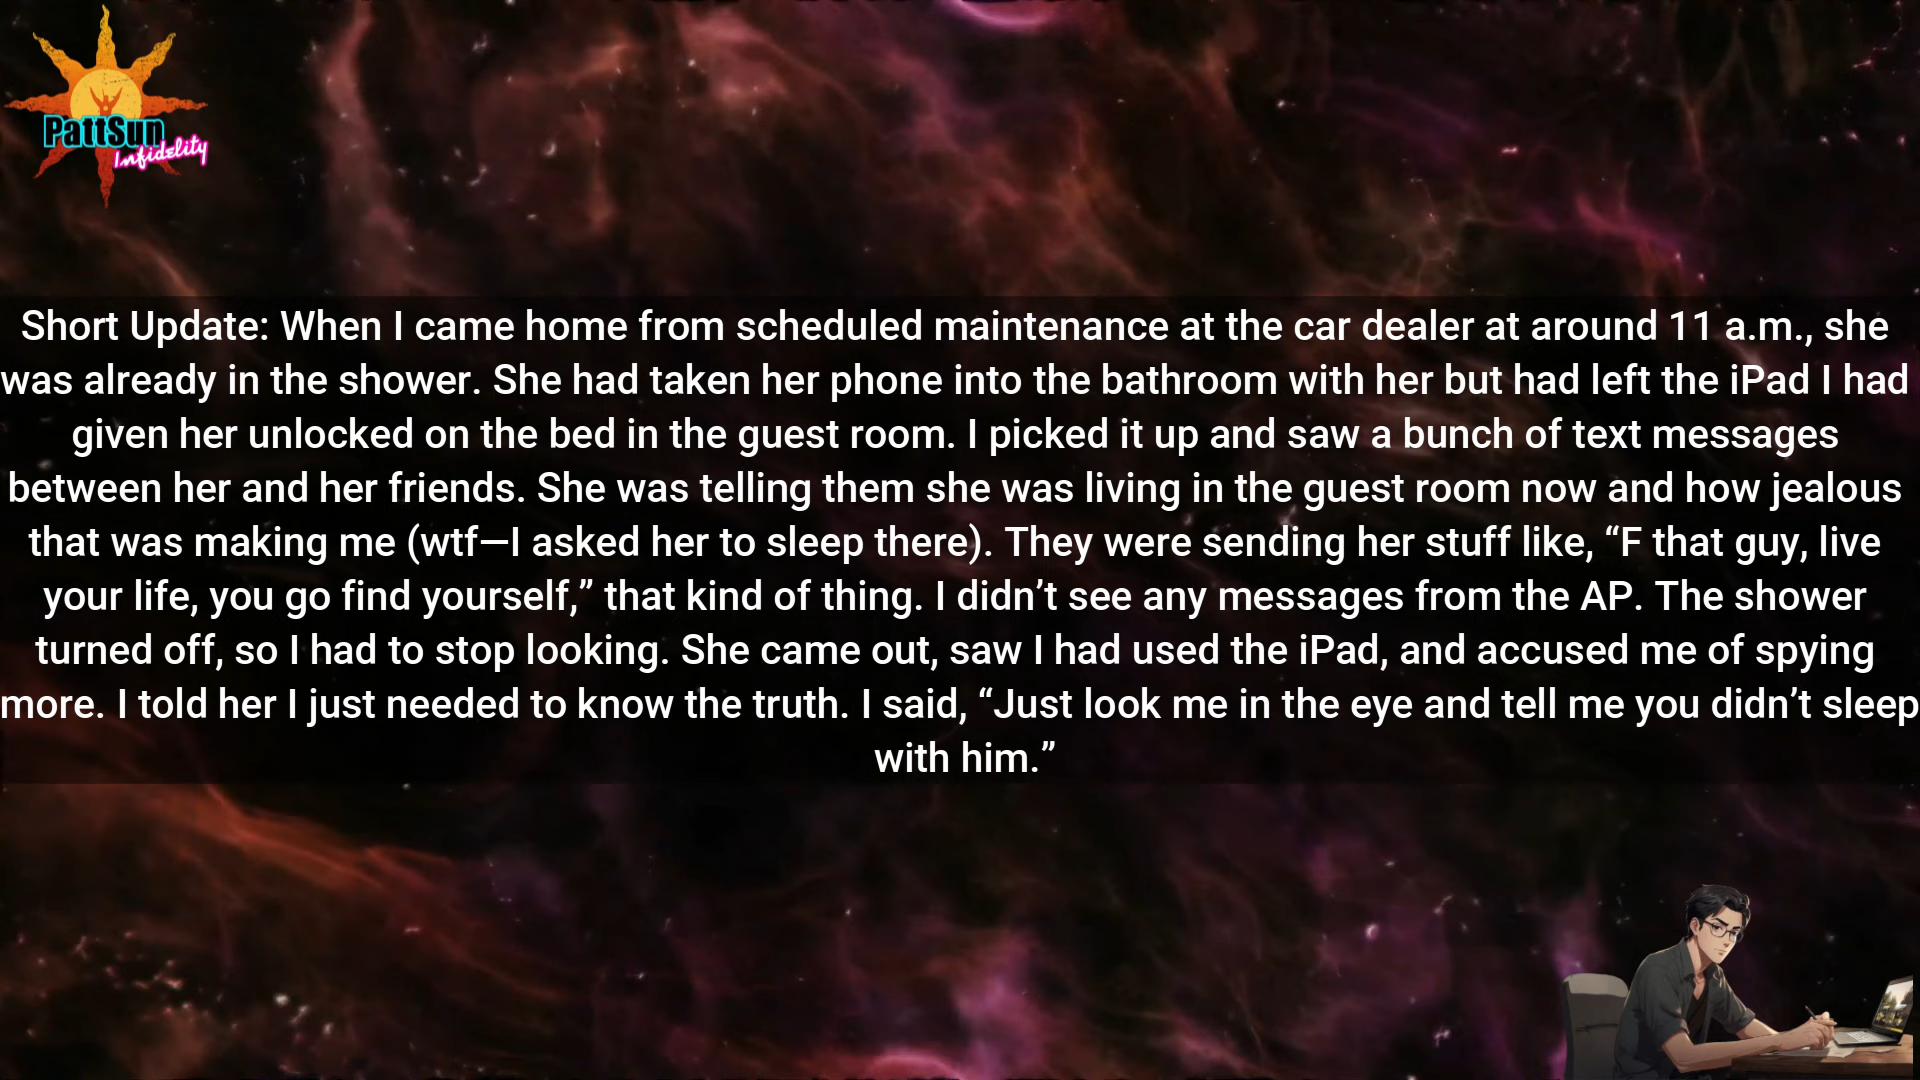 PattSun
Infidelity
Short Update: When I came home from scheduled maintenance at the car dealer at around 11 a.m., she
was already in the shower. She had taken her phone into the bathroom with her but had left the iPad I had
given her unlocked on the bed in the guest room. I picked it up and saw a bunch of text messages
between her and her friends. She was telling them she was living in the guest room now and how jealous
that was making me (wtf—I asked her to sleep there). They were sending her stuff like, “F that guy, live
your life, you go find yourself,” that kind of thing. I didn’t see any messages from the AP. The shower
turned off, so I had to stop looking. She came out, saw I had used the iPad, and accused me of spying
more. I told her I just needed to know the truth. I said, “Just look me in the eye and tell me you didn’t sleep
with him.”